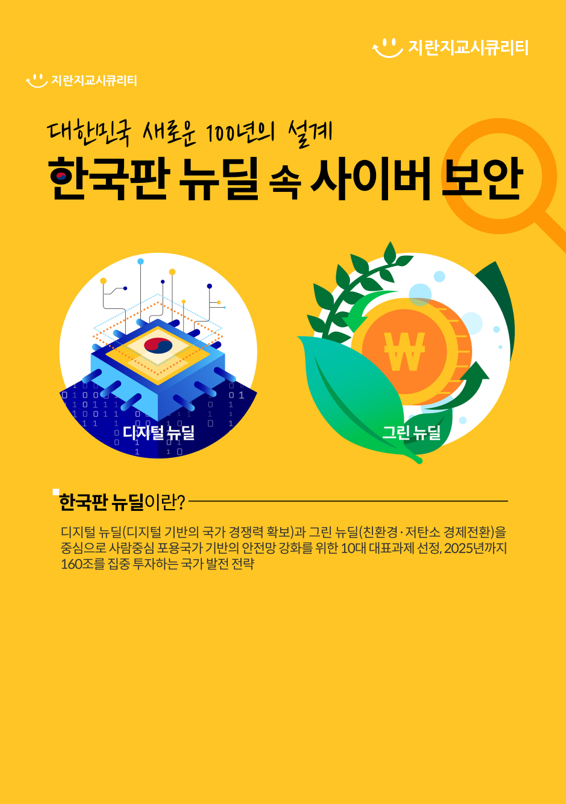 지란지교시큐리티
지란지교시큐리티
대한민국 새로운 100년의 설계
한국판 뉴딜 속 사이버 보안
디지털 뉴딜
그린 뉴딜
한국판 뉴딜이란?
디지털 뉴딜(디지털 기반의 국가 경쟁력 확보)과 그린 뉴딜(친환경·저탄소 경제전환)을
중심으로 사람중심 포용국가 기반의 안전망 강화를 위한 10대 대표과제 선정, 2025년까지
160조를 집중 투자하는 국가 발전 전략